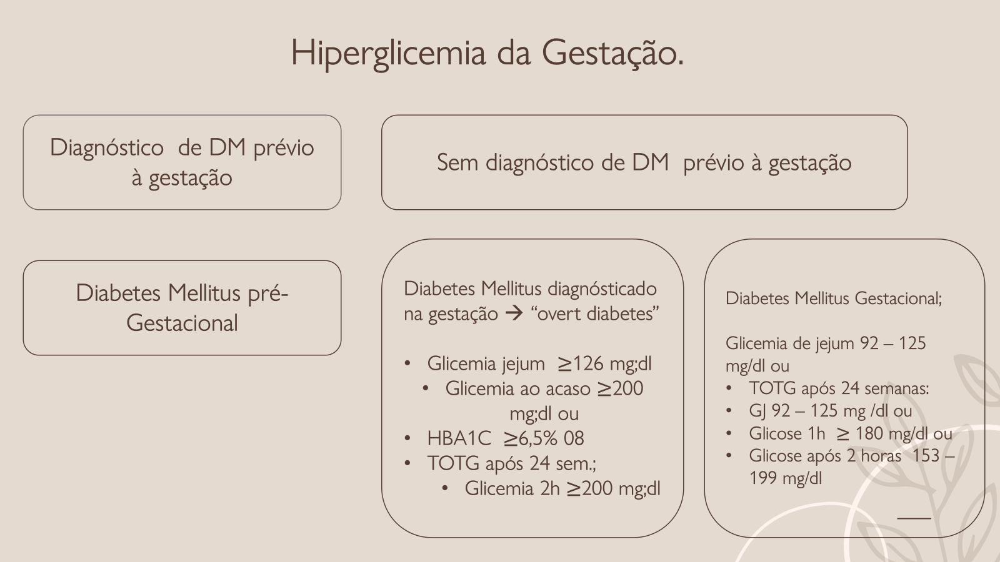 Hiperglicemia da Gestação.
Diagnóstico  de DM prévio
à gestação
Sem diagnóstico de DM  prévio à gestação
Diabetes Mellitus pré-
Gestacional
Diabetes Mellitus diagnósticado
na gestação → “overt diabetes”
• Glicemia jejum  ≥126 mg;dl
• Glicemia ao acaso ≥200
mg;dl ou
• HBA1C  ≥6,5% 08
• TOTG após 24 sem.;
• Glicemia 2h ≥200 mg;dl
Diabetes Mellitus Gestacional;
Glicemia de jejum 92 – 125
mg/dl ou
• TOTG após 24 semanas:
• GJ 92 – 125 mg /dl ou
• Glicose 1h  ≥ 180 mg/dl ou
• Glicose após 2 horas  153 –
199 mg/dl